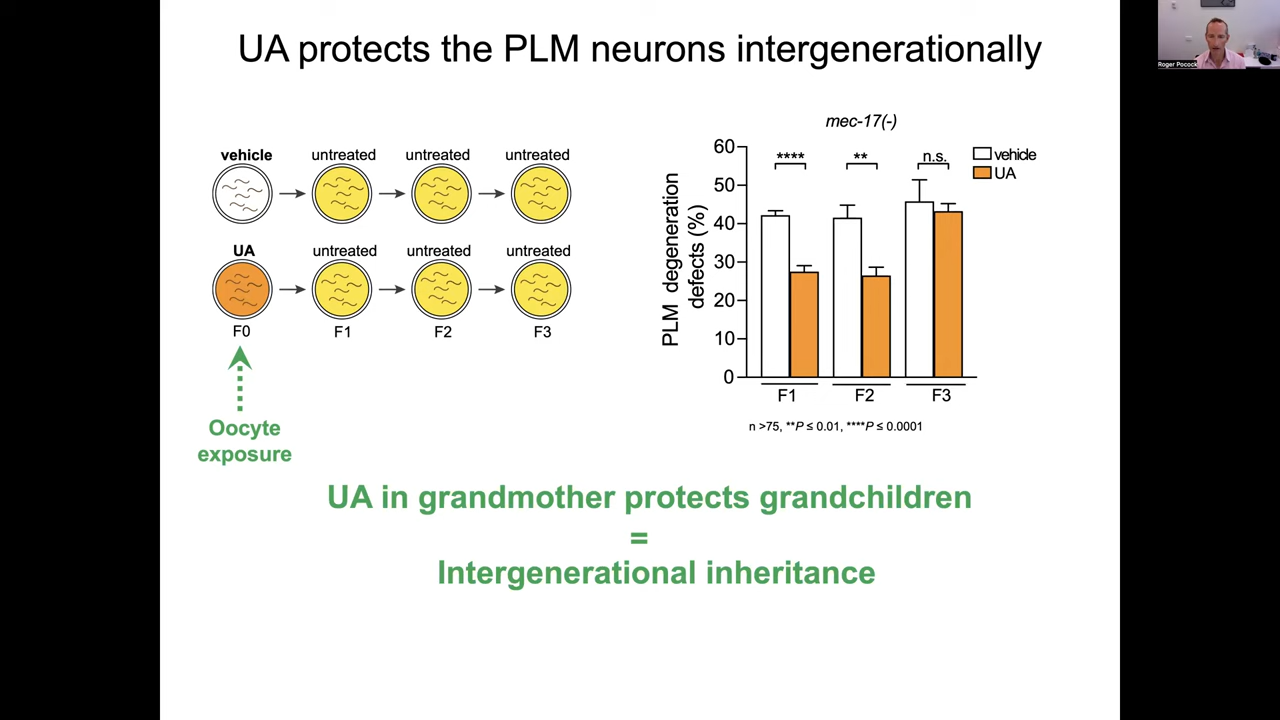 UA protects the PLM neurons intergenerationally
Roger Pocock
vehicle
untreated
untreated
untreated
UA
untreated
untreated
untreated
F0
F1
F2
F3
Oocyte
exposure
mec-17(-)
PLM degeneration
defects (%)
60
50
40
30
20
10
0
****
**
n.s.
vehicle
UA
F1
F2
F3
n >75, **P ≤ 0.01, ****P ≤ 0.0001
UA in grandmother protects grandchildren
=
Intergenerational inheritance